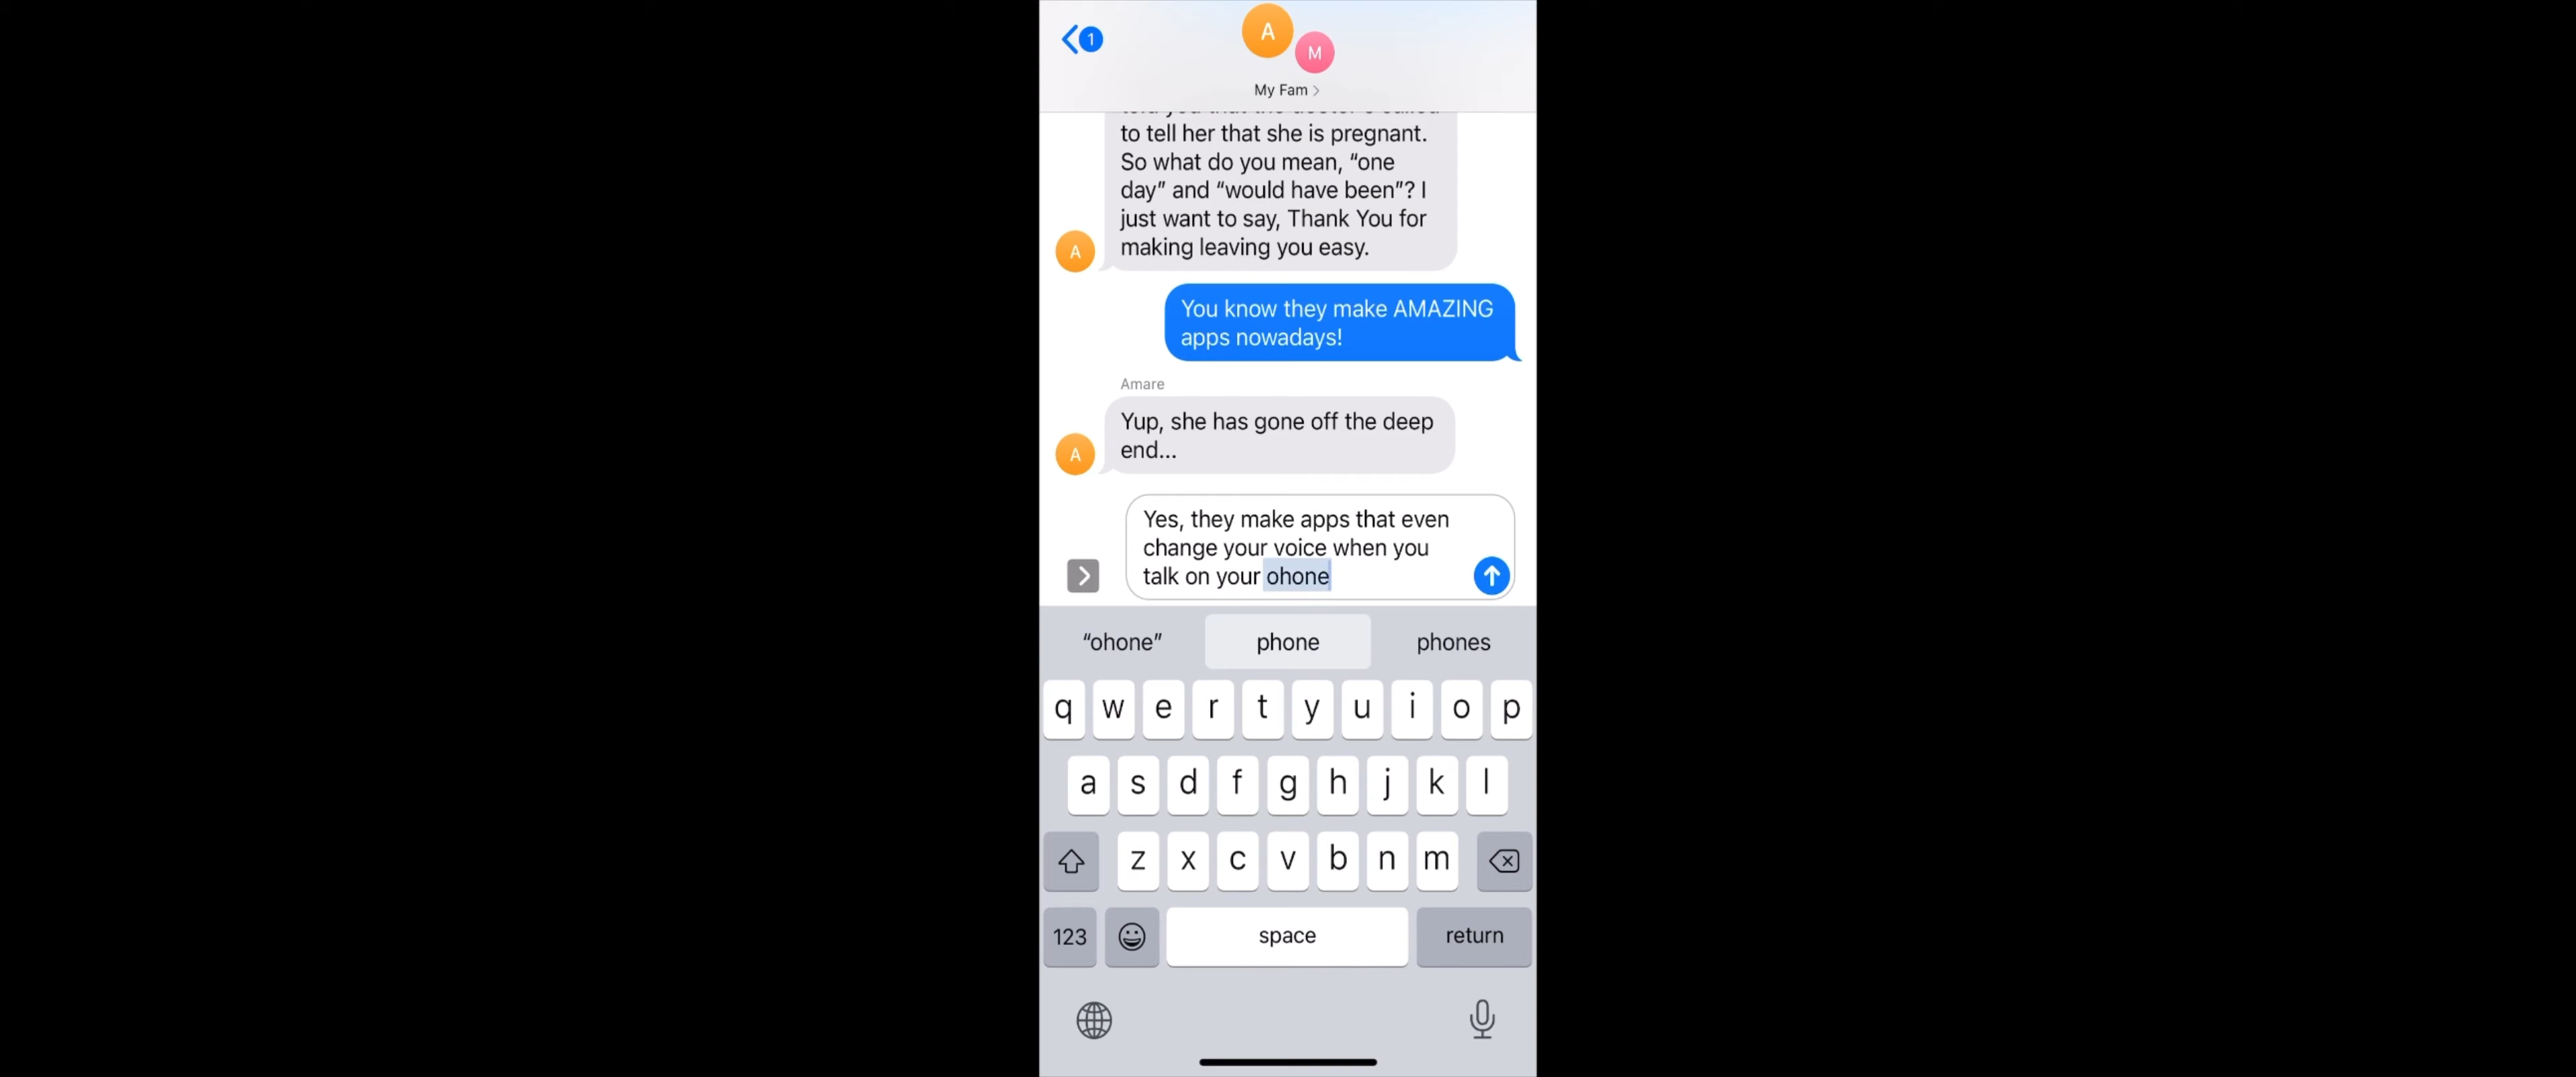 1
A
M
My Fam >
to tell her that she is pregnant.
So what do you mean, “one
day” and “would have been”? I
just want to say, Thank You for
making leaving you easy.
A
You know they make AMAZING
apps nowadays!
Amare
Yup, she has gone off the deep
end...
A
Yes, they make apps that even
change your voice when you
talk on your ohone
“ohone” phone phones
q w e r t y u i o p
a s d f g h j k l
z x c v b n m
123 space return